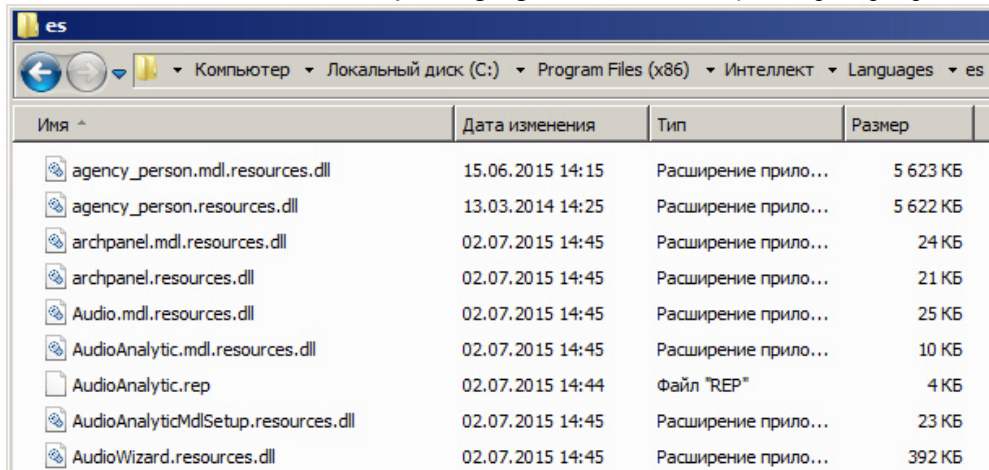 es
Компьютер Локальный диск (C:) Program Files (x86) Интеллект Languages es
Имя Дата изменения Тип Размер
agency_person.mdl.resources.dll 15.06.2015 14:15 Расширение прило... 5 623 КБ
agency_person.resources.dll 13.03.2014 14:25 Расширение прило... 5 622 КБ
archpanel.mdl.resources.dll 02.07.2015 14:45 Расширение прило... 24 КБ
archpanel.resources.dll 02.07.2015 14:45 Расширение прило... 21 КБ
Audio.mdl.resources.dll 02.07.2015 14:45 Расширение прило... 25 КБ
AudioAnalytic.mdl.resources.dll 02.07.2015 14:45 Расширение прило... 10 КБ
AudioAnalytic.rep 02.07.2015 14:44 Файл "REP" 4 КБ
AudioAnalyticMdlSetup.resources.dll 02.07.2015 14:45 Расширение прило... 23 КБ
AudioWizard.resources.dll 02.07.2015 14:45 Расширение прило... 392 КБ